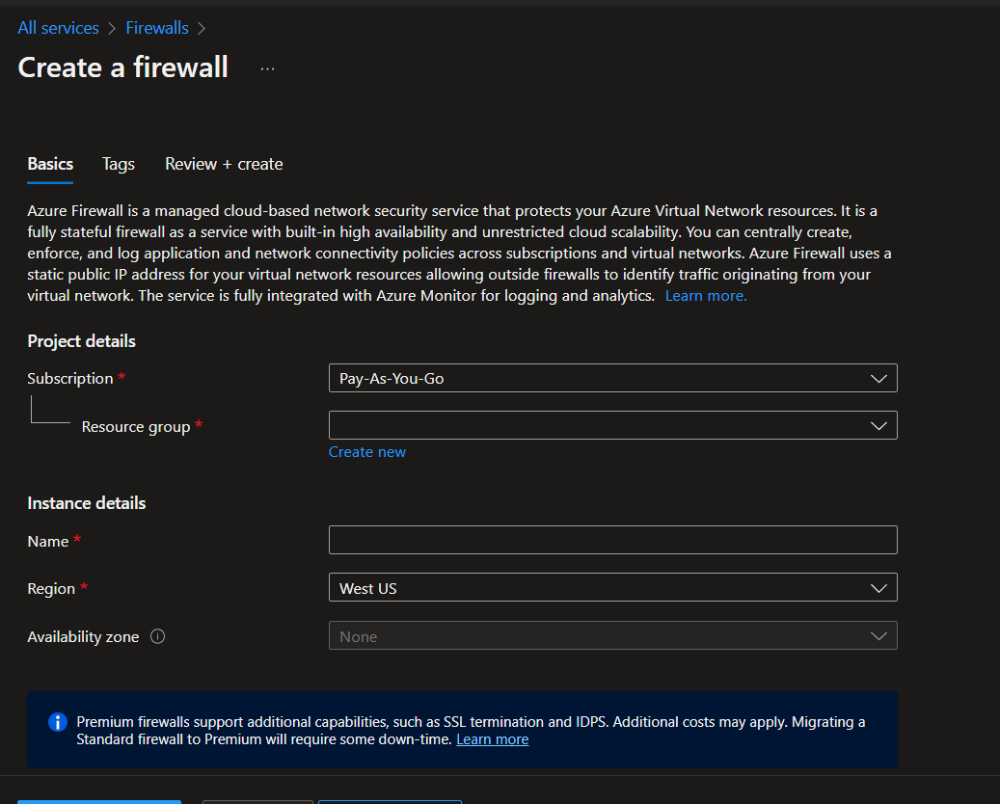 All services > Firewalls >
Create a firewall ...
Basics Tags Review + create
Azure Firewall is a managed cloud-based network security service that protects your Azure Virtual Network resources. It is a
fully stateful firewall as a service with built-in high availability and unrestricted cloud scalability. You can centrally create,
enforce, and log application and network connectivity policies across subscriptions and virtual networks. Azure Firewall uses a
static public IP address for your virtual network resources allowing outside firewalls to identify traffic originating from your
virtual network. The service is fully integrated with Azure Monitor for logging and analytics. Learn more.
Project details
Subscription * Pay-As-You-Go
Resource group *
Create new
Instance details
Name *
Region * West US
Availability zone None
Premium firewalls support additional capabilities, such as SSL termination and IDPS. Additional costs may apply. Migrating a
Standard firewall to Premium will require some down-time. Learn more